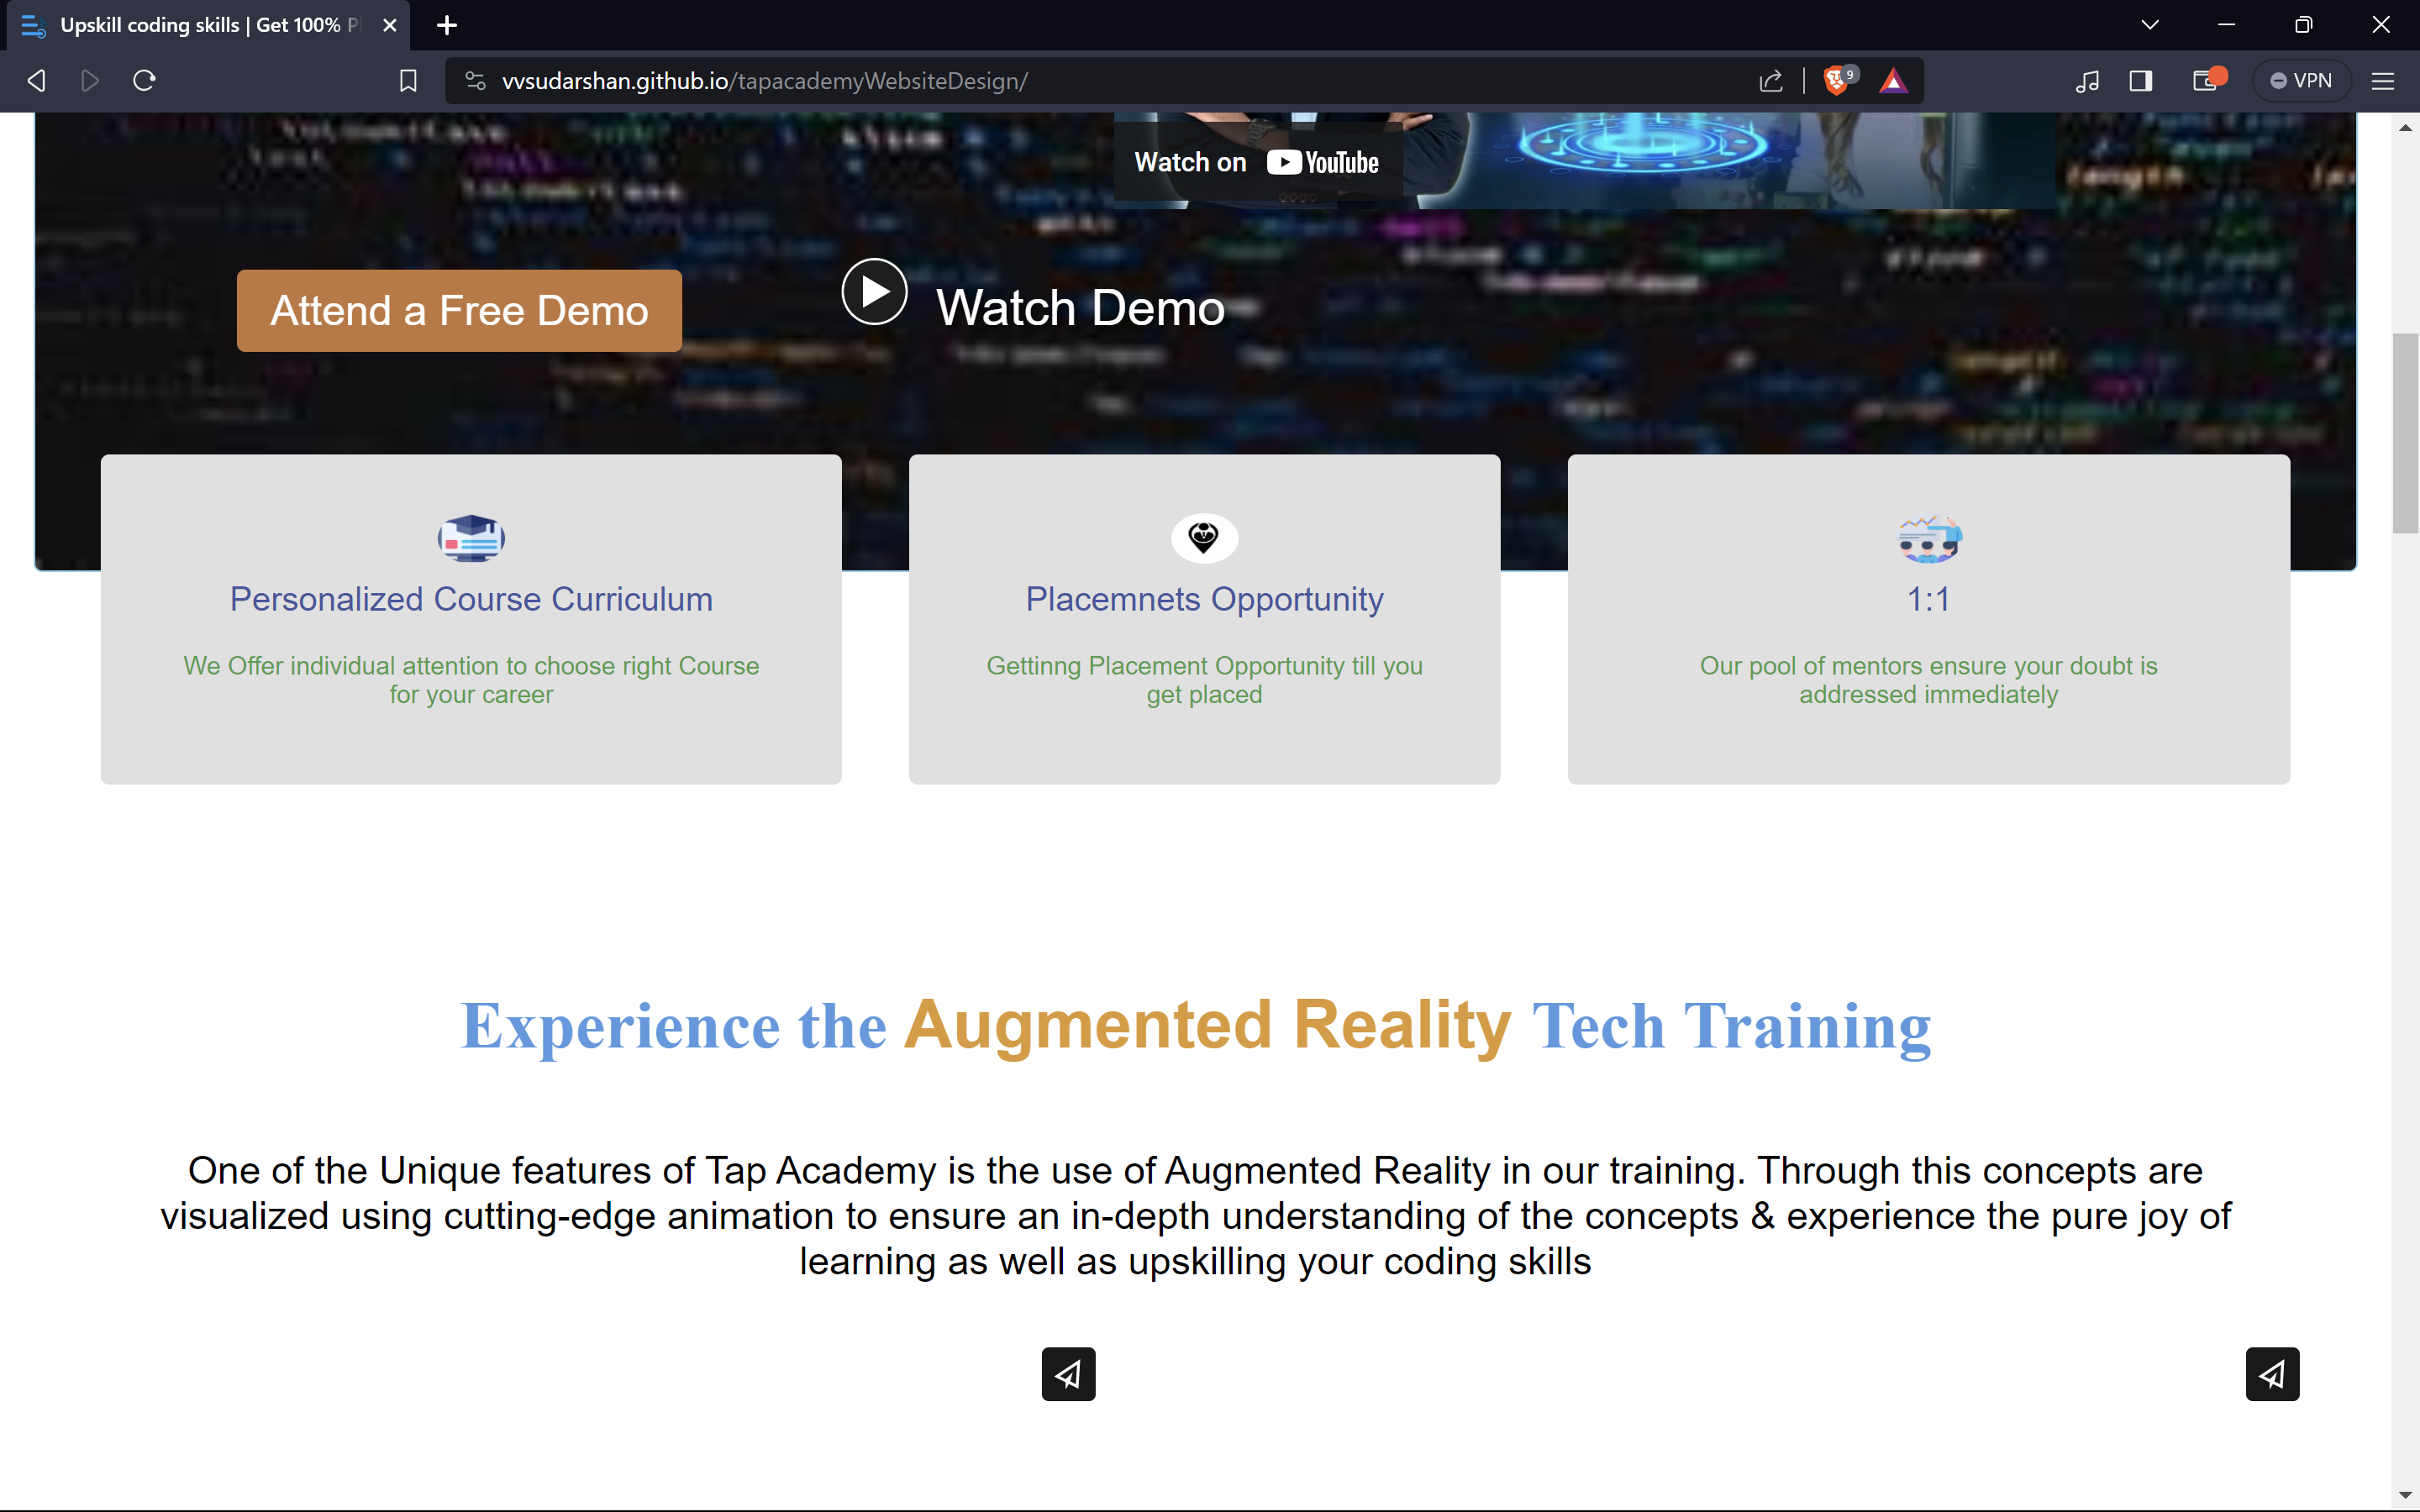 Upskill coding skills | Get 100% P
vvsudarshan.github.io/tapacademyWebsiteDesign/
9
VPN
Watch on YouTube
Attend a Free Demo
Watch Demo
Personalized Course Curriculum
We Offer individual attention to choose right Course
for your career
Placemnets Opportunity
Gettinng Placement Opportunity till you
get placed
1:1
Our pool of mentors ensure your doubt is
addressed immediately
Experience the Augmented Reality Tech Training
One of the Unique features of Tap Academy is the use of Augmented Reality in our training. Through this concepts are
visualized using cutting-edge animation to ensure an in-depth understanding of the concepts & experience the pure joy of
learning as well as upskilling your coding skills